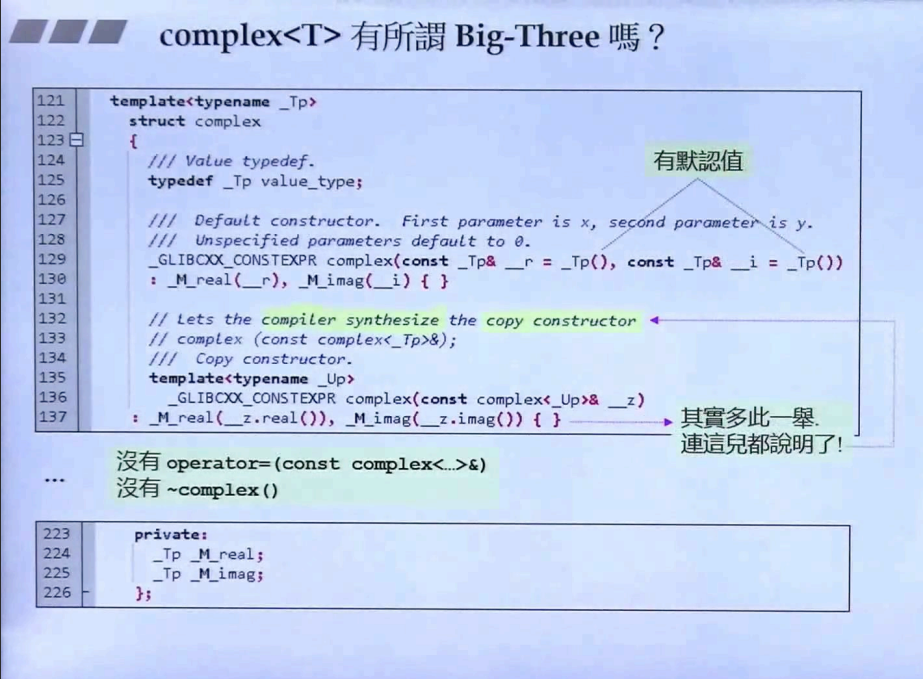 complex<T> 有所謂 Big-Three 嗎？
121 template<typename _Tp>
122 struct complex
123 {
124 /// Value typedef.
125 typedef _Tp value_type;
有默認值
126
127 /// Default constructor. First parameter is x, second parameter is y.
128 /// Unspecified parameters default to 0.
129 _GLIBCXX_CONSTEXPR complex(const _Tp& __r = _Tp(), const _Tp& __i = _Tp())
130 : _M_real(__r), _M_imag(__i) { }
131
132 // Lets the compiler synthesize the copy constructor
133 // complex (const complex<_Tp>&);
134 /// Copy constructor.
135 template<typename _Up>
136 _GLIBCXX_CONSTEXPR complex(const complex<_Up>& __z)
137 : _M_real(__z.real()), _M_imag(__z.imag()) { }
其實多此一舉.
連這兒都說明了!
... 沒有 operator=(const complex<…>&)
沒有 ~complex()
223 private:
224 _Tp _M_real;
225 _Tp _M_imag;
226 };